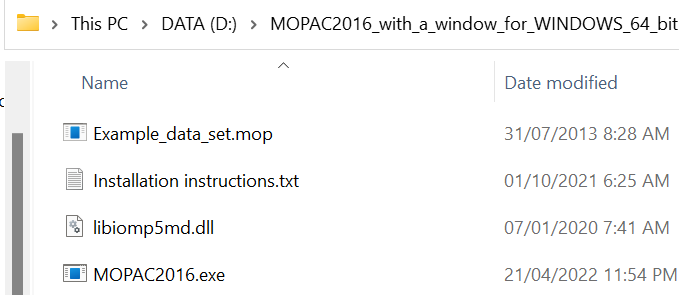 This PC > DATA (D:) > MOPAC2016_with_a_window_for_WINDOWS_64_bit
Name Date modified
Example_data_set.mop 31/07/2013 8:28 AM
Installation instructions.txt 01/10/2021 6:25 AM
libiomp5md.dll 07/01/2020 7:41 AM
MOPAC2016.exe 21/04/2022 11:54 PM